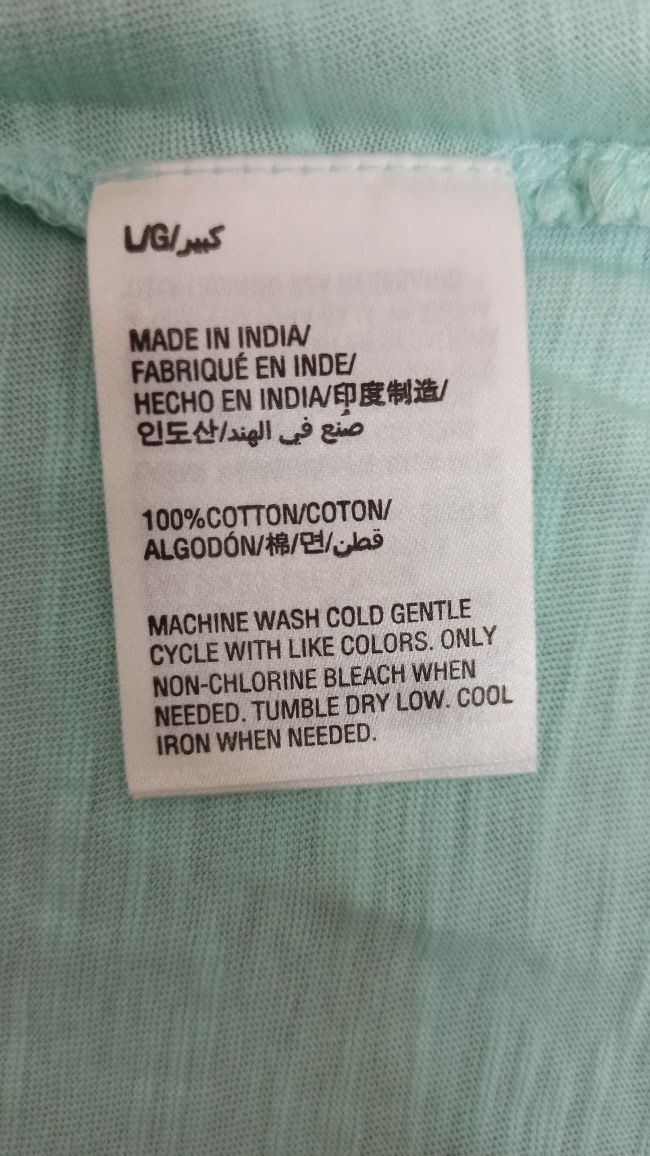 L/G/كبير
MADE IN INDIA/
FABRIQUÉ EN INDE/
HECHO EN INDIA/印度制造/
인도산/صُنع في الهند
100%COTTON/COTON/
ALGODÓN/棉/면/قطن
MACHINE WASH COLD GENTLE
CYCLE WITH LIKE COLORS. ONLY
NON-CHLORINE BLEACH WHEN
NEEDED. TUMBLE DRY LOW. COOL
IRON WHEN NEEDED.